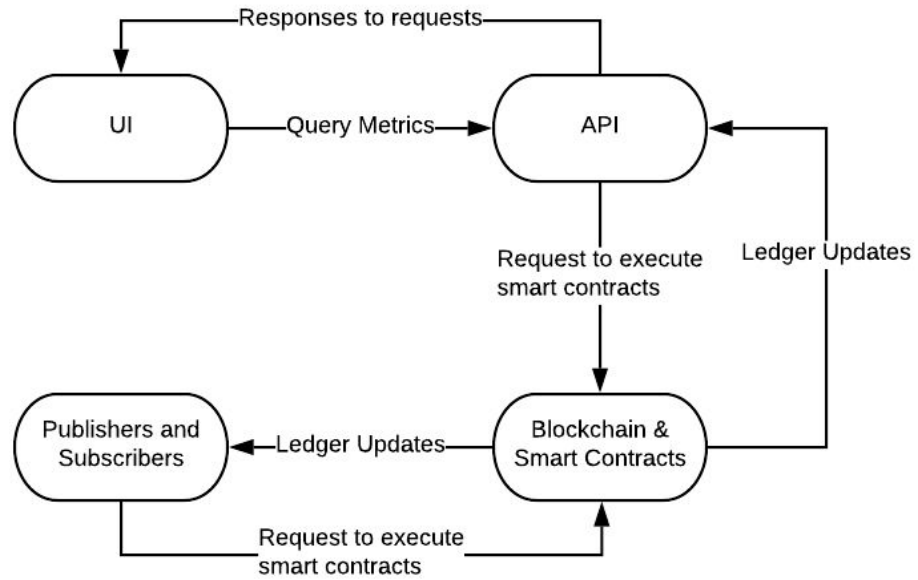 Responses to requests
UI
Query Metrics
API
Request to execute
smart contracts
Ledger Updates
Publishers and
Subscribers
Ledger Updates
Blockchain &
Smart Contracts
Request to execute
smart contracts